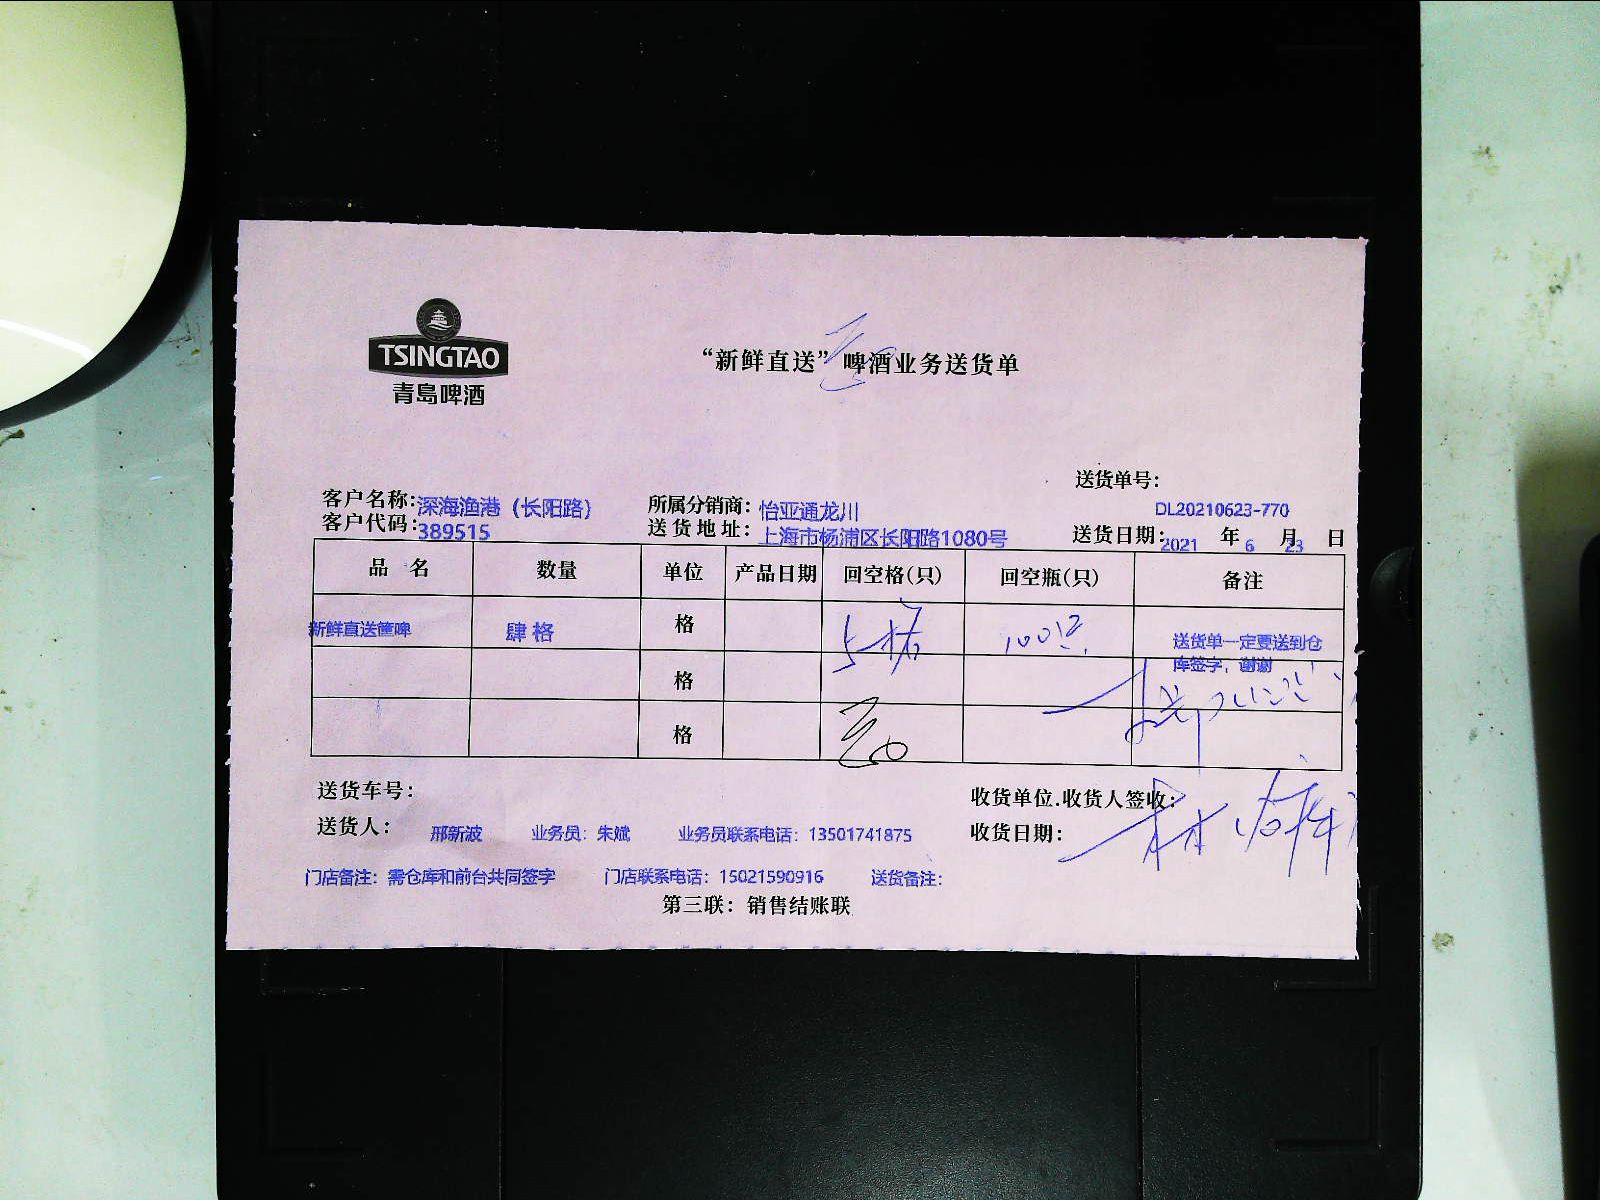 TSINGTAO
青岛啤酒
“新鲜直送”啤酒业务送货单
送货单号：
DL20210623-770
客户名称：深海渔港（长阳路） 所属分销商：怡亚通龙川
客户代码：389515 送货地址：上海市杨浦区长阳路1080号 送货日期：2021 年 6 月 23 日
品 名 数量 单位 产品日期 回空格(只) 回空瓶(只) 备注
新鲜直送筐啤 肆格 格 5格 100 送货单一定要送到仓
库签字，谢谢
格
格
送货车号： 收货单位.收货人签收：
送货人： 邢新波 业务员：朱斌 业务员联系电话：13501741875 收货日期：
门店备注：需仓库和前台共同签字 门店联系电话：15021590916 送货备注：
第三联：销售结账联